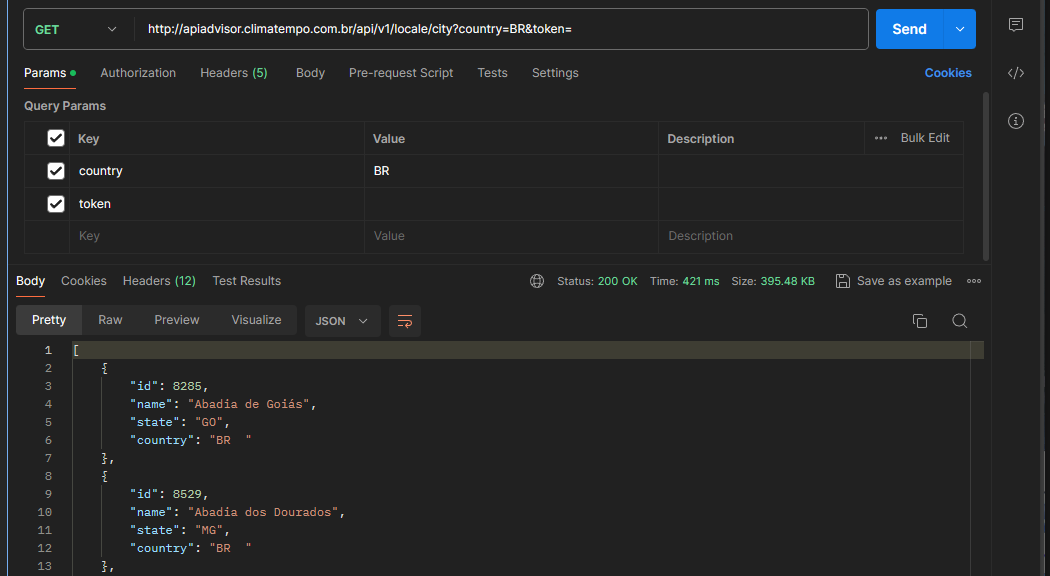 GET http://apiadvisor.climatempo.com.br/api/v1/locale/city?country=BR&token= Send
Params Authorization Headers (5) Body Pre-request Script Tests Settings Cookies
Query Params
Key Value Description ••• Bulk Edit
country BR
token
Key Value Description
Body Cookies Headers (12) Test Results Status: 200 OK Time: 421 ms Size: 395.48 KB Save as example
Pretty Raw Preview Visualize JSON
1 [
2 {
3 "id": 8285,
4 "name": "Abadia de Goiás",
5 "state": "GO",
6 "country": "BR  "
7 },
8 {
9 "id": 8529,
10 "name": "Abadia dos Dourados",
11 "state": "MG",
12 "country": "BR  "
13 },